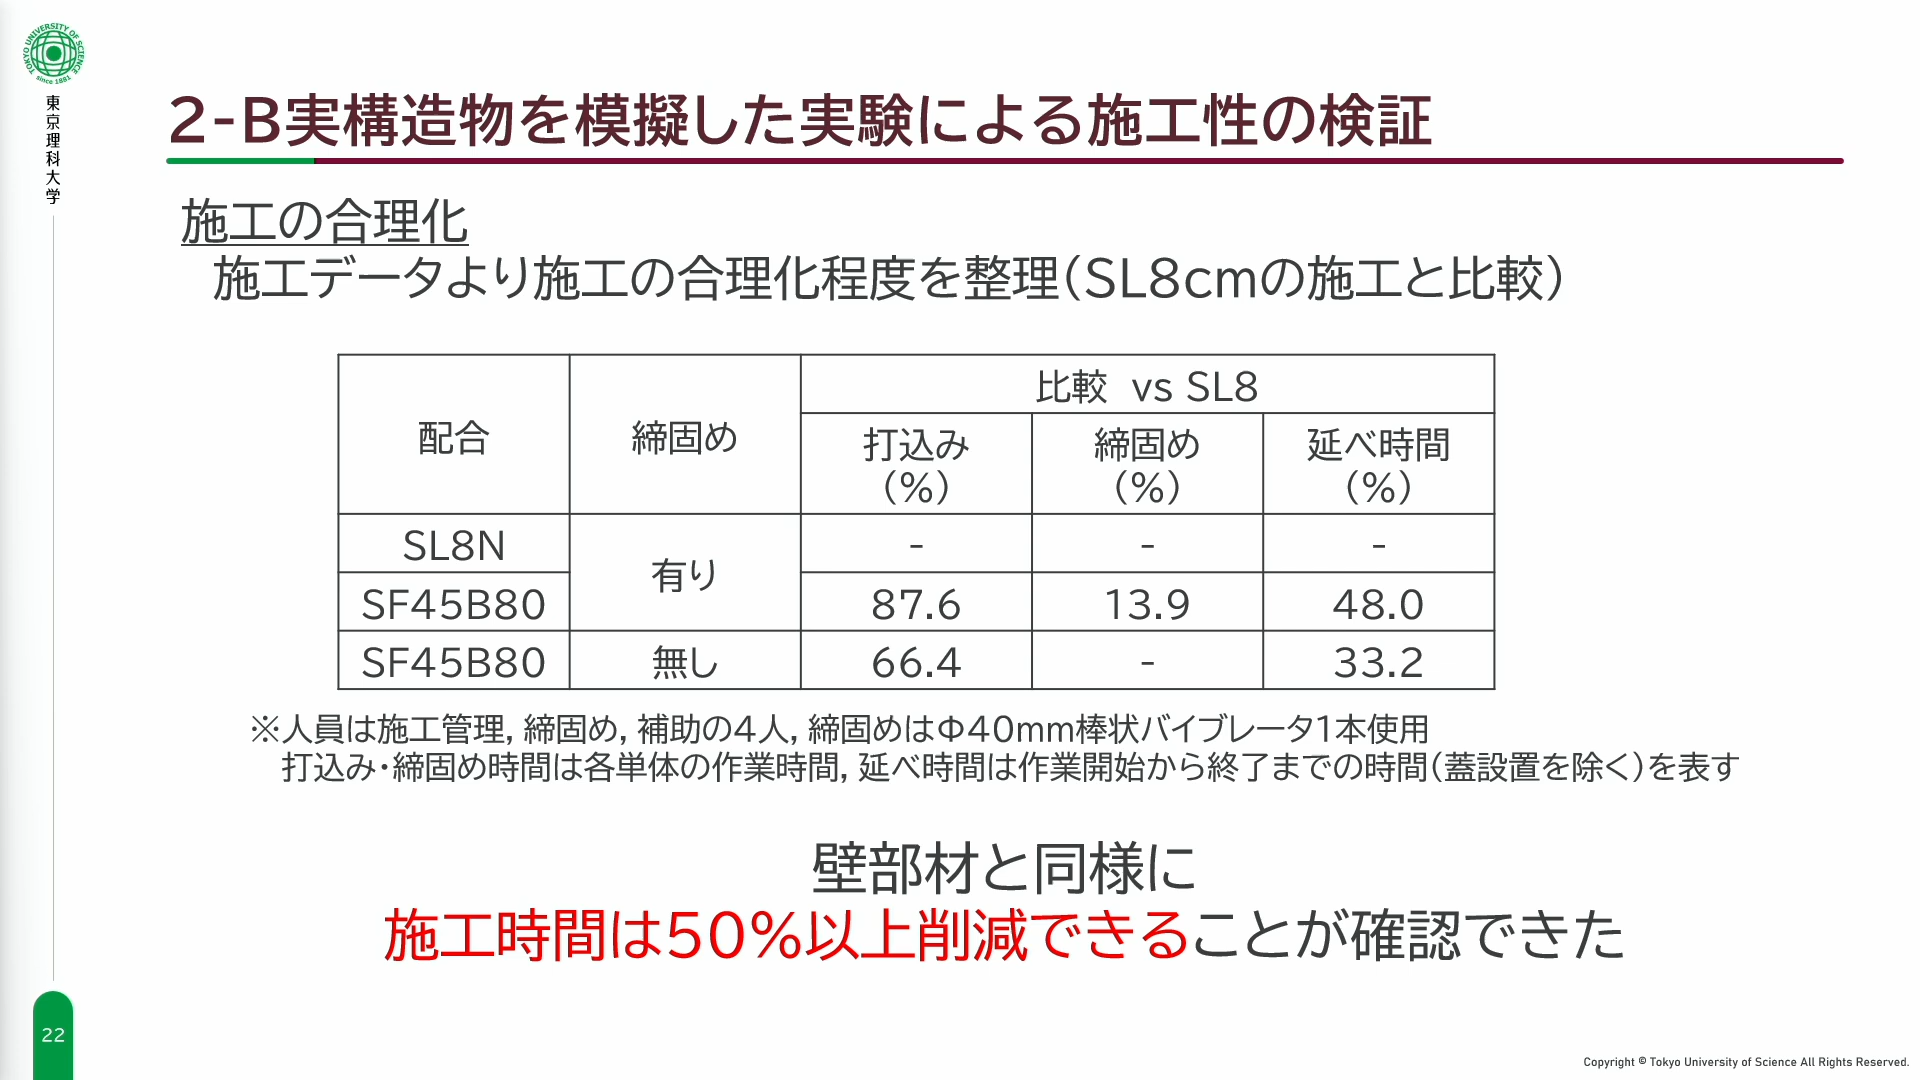 TOKYO UNIVERSITY OF SCIENCE
since 1881
東京理科大学
2-B実構造物を模擬した実験による施工性の検証
施工の合理化
施工データより施工の合理化程度を整理（SL8cmの施工と比較）
配合 締固め 比較 vs SL8
打込み（%） 締固め（%） 延べ時間（%）
SL8N 有り - - -
SF45B80 87.6 13.9 48.0
SF45B80 無し 66.4 - 33.2
※人員は施工管理，締固め，補助の4人，締固めはΦ40mm棒状バイブレータ1本使用
打込み・締固め時間は各単体の作業時間，延べ時間は作業開始から終了までの時間（蓋設置を除く）を表す
壁部材と同様に
施工時間は50%以上削減できることが確認できた
22
Copyright © Tokyo University of Science All Rights Reserved.